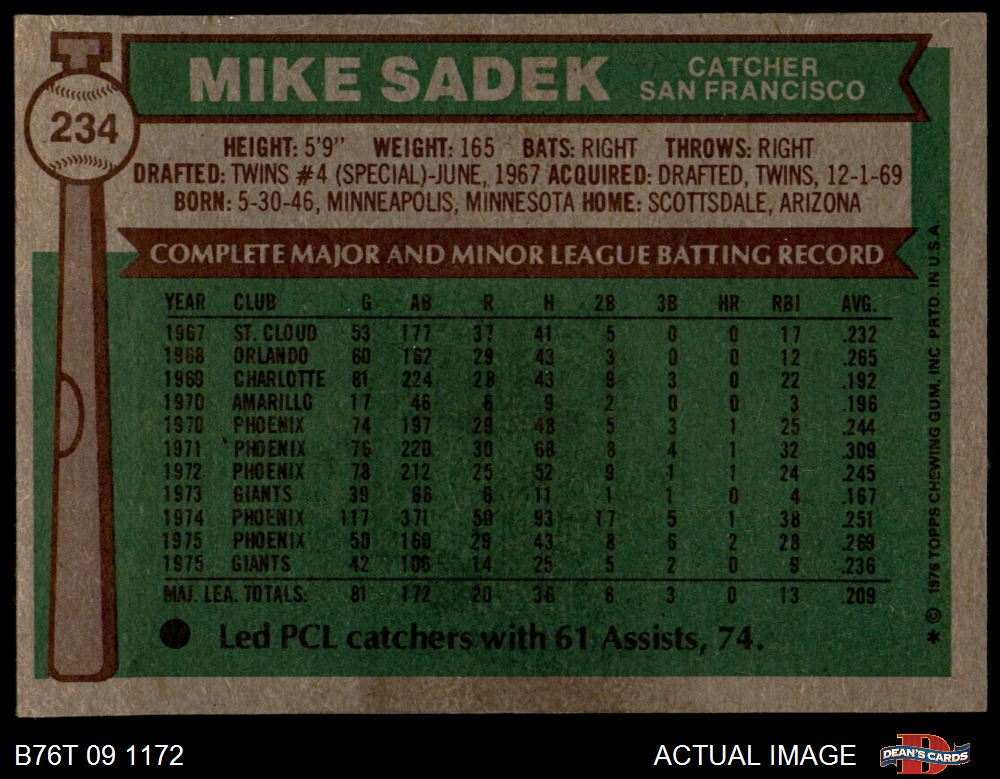 MIKE SADEK
CATCHER
SAN FRANCISCO
234
HEIGHT: 5'9" WEIGHT: 165 BATS: RIGHT THROWS: RIGHT
DRAFTED: TWINS #4 (SPECIAL)-JUNE, 1967 ACQUIRED: DRAFTED, TWINS, 12-1-69
BORN: 5-30-46, MINNEAPOLIS, MINNESOTA HOME: SCOTTSDALE, ARIZONA
COMPLETE MAJOR AND MINOR LEAGUE BATTING RECORD
YEAR CLUB G AB R H 2B 3B HR RBI AVG.
1967 ST. CLOUD 53 177 37 41 5 0 0 17 .232
1968 ORLANDO 60 162 29 43 3 0 0 12 .265
1969 CHARLOTTE 81 224 28 43 9 3 0 22 .192
1970 AMARILLO 17 46 6 9 2 0 0 3 .196
1970 PHOENIX 74 197 29 48 5 3 1 25 .244
1971 PHOENIX 76 220 30 68 8 4 1 32 .309
1972 PHOENIX 78 212 25 52 9 1 1 24 .245
1973 GIANTS 39 66 6 11 1 1 0 4 .167
1974 PHOENIX 117 371 50 93 17 5 1 38 .251
1975 PHOENIX 50 160 29 43 8 6 2 28 .269
1975 GIANTS 42 106 14 25 5 2 0 9 .236
MAJ. LEA. TOTALS: 81 172 20 36 6 3 0 13 .209
Led PCL catchers with 61 Assists, 74.
* © 1976 TOPPS CHEWING GUM, INC. PRTD. IN U.S.A.
B76T 09 1172
ACTUAL IMAGE
DEAN'S CARDS